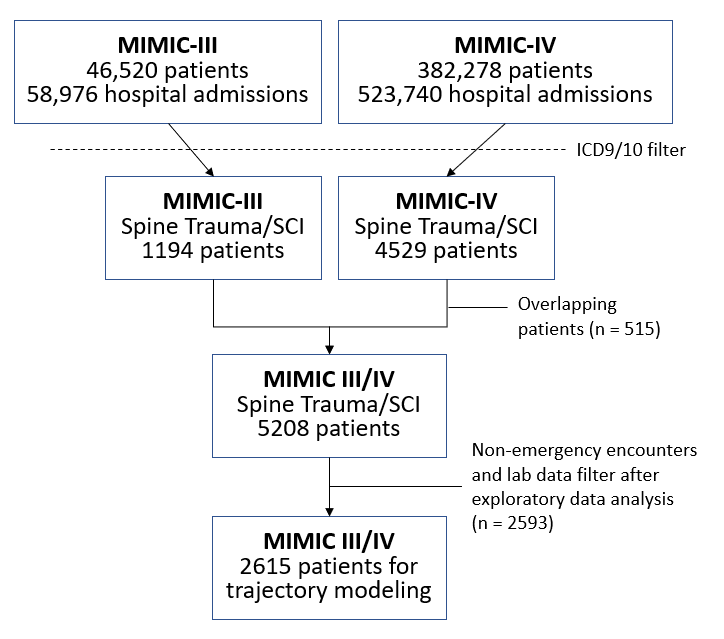 MIMIC-III
46,520 patients
58,976 hospital admissions
MIMIC-IV
382,278 patients
523,740 hospital admissions
ICD9/10 filter
MIMIC-III
Spine Trauma/SCI
1194 patients
MIMIC-IV
Spine Trauma/SCI
4529 patients
Overlapping
patients (n = 515)
MIMIC III/IV
Spine Trauma/SCI
5208 patients
Non-emergency encounters
and lab data filter after
exploratory data analysis
(n = 2593)
MIMIC III/IV
2615 patients for
trajectory modeling